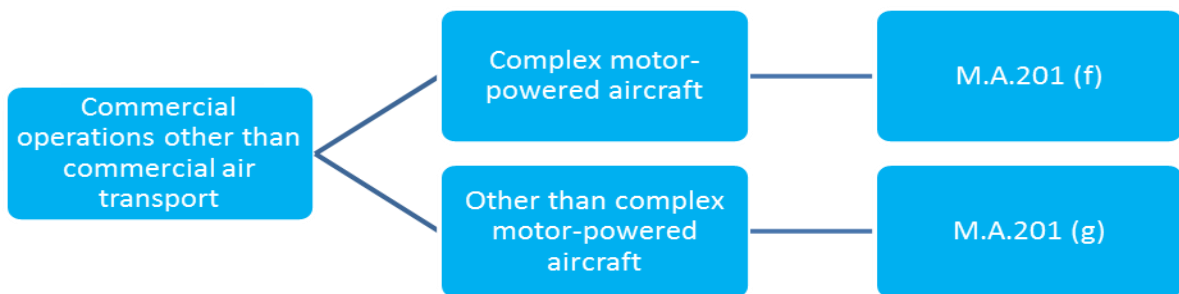 Commercial
operations other than
commercial air
transport
Complex motor-
powered aircraft
M.A.201 (f)
Other than complex
motor-powered
aircraft
M.A.201 (g)